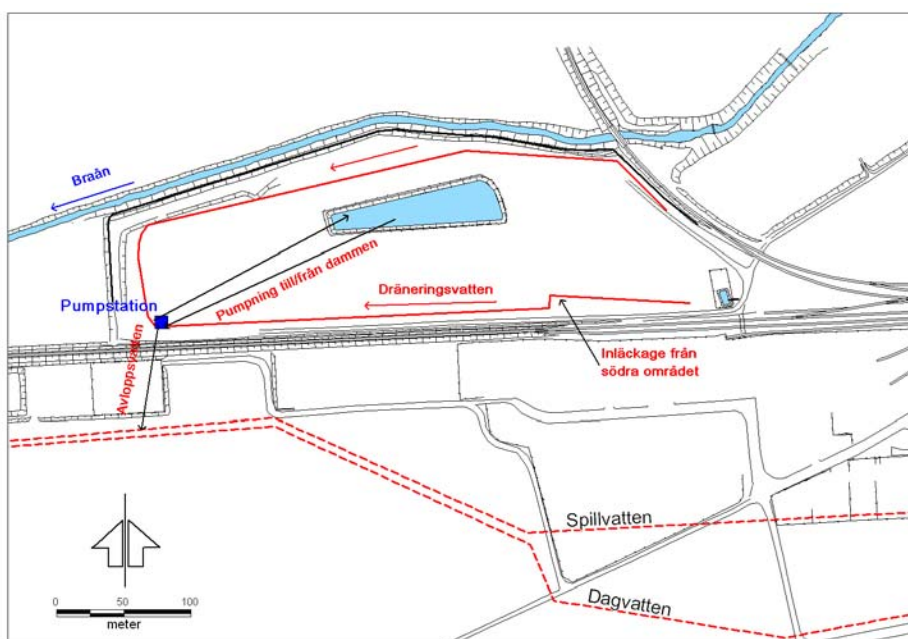 Braån
Pumpning till/från dammen
Dräneringsvatten
Pumpstation
Avloppsvatten
Inläckage från
södra området
Spillvatten
Dagvatten
0 50 100
meter